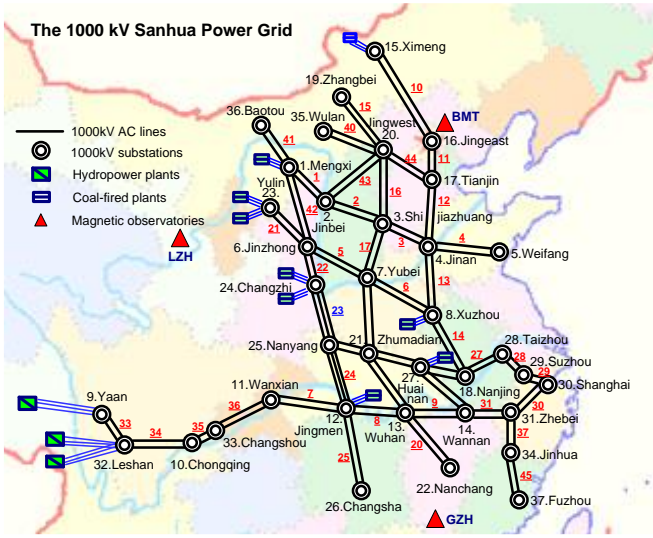 The 1000 kV Sanhua Power Grid
15.Ximeng
10
19.Zhangbei
15
BMT
36.Baotou
35.Wulan
Jingwest
20.
40
16.Jingeast
1000kV AC lines
1000kV substations
Hydropower plants
Coal-fired plants
Magnetic observatories
41
44
11
1.Mengxi
43
17.Tianjin
1
16
Yulin
23.
42
2
12
2.
Jinbei
3.Shi
jiazhuang
21
LZH
6.Jinzhong
5
17
3
4
4.Jinan
5.Weifang
22
24.Changzhi
7.Yubei
6
13
23
8.Xuzhou
14
25.Nanyang
21.
Zhumadian
28.Taizhou
27
28
29.Suzhou
29
27.
Huai
nan
18.Nanjing
30.Shanghai
9.Yaan
11.Wanxian
24
7
36
12.
Jingmen
8
9
31
30
31.Zhebei
13.
Wuhan
14.
Wannan
33
34
35
33.Changshou
32.Leshan
10.Chongqing
25
20
37
34.Jinhua
22.Nanchang
45
26.Changsha
37.Fuzhou
GZH